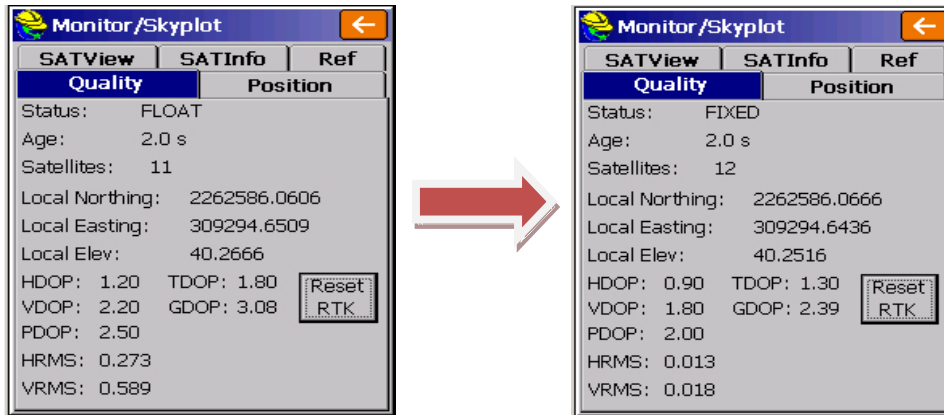 Monitor/Skyplot
SATView SATInfo Ref
Quality Position
Status: FLOAT
Age: 2.0 s
Satellites: 11
Local Northing: 2262586.0606
Local Easting: 309294.6509
Local Elev: 40.2666
HDOP: 1.20 TDOP: 1.80
VDOP: 2.20 GDOP: 3.08
Reset
RTK
PDOP: 2.50
HRMS: 0.273
VRMS: 0.589
Monitor/Skyplot
SATView SATInfo Ref
Quality Position
Status: FIXED
Age: 2.0 s
Satellites: 12
Local Northing: 2262586.0666
Local Easting: 309294.6436
Local Elev: 40.2516
HDOP: 0.90 TDOP: 1.30
VDOP: 1.80 GDOP: 2.39
Reset
RTK
PDOP: 2.00
HRMS: 0.013
VRMS: 0.018